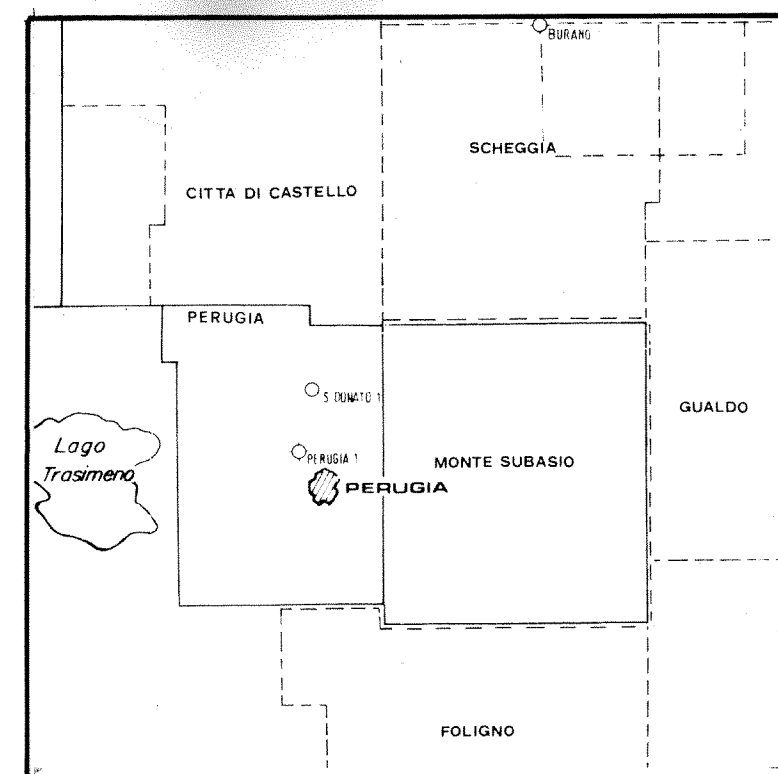 BURANO
SCHEGGIA
CITTA DI CASTELLO
PERUGIA
S. DONATO 1
GUALDO
Lago
Trasimeno
PERUGIA 1
MONTE SUBASIO
PERUGIA
FOLIGNO